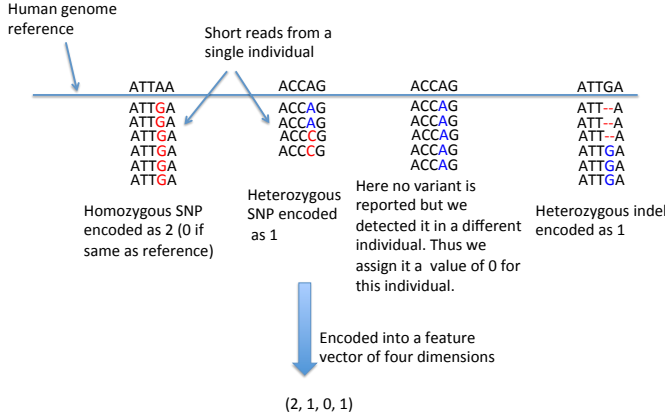 Human genome
reference
Short reads from a
single individual
ATTAA
ACCAG
ACCAG
ATTGA
ATTGA
ATTGA
ATTGA
ATTGA
ATTGA
ATTGA
ACCAG
ACCAG
ACCCG
ACCCG
ACCAG
ACCAG
ACCAG
ACCAG
ACCAG
ATT--A
ATT--A
ATT--A
ATTGA
ATTGA
ATTGA
Homozygous SNP
encoded as 2 (0 if
same as reference)
Heterozygous
SNP encoded
as 1
Here no variant is
reported but we
detected it in a different
individual. Thus we
assign it a value of 0 for
this individual.
Heterozygous indel
encoded as 1
Encoded into a feature
vector of four dimensions
(2, 1, 0, 1)